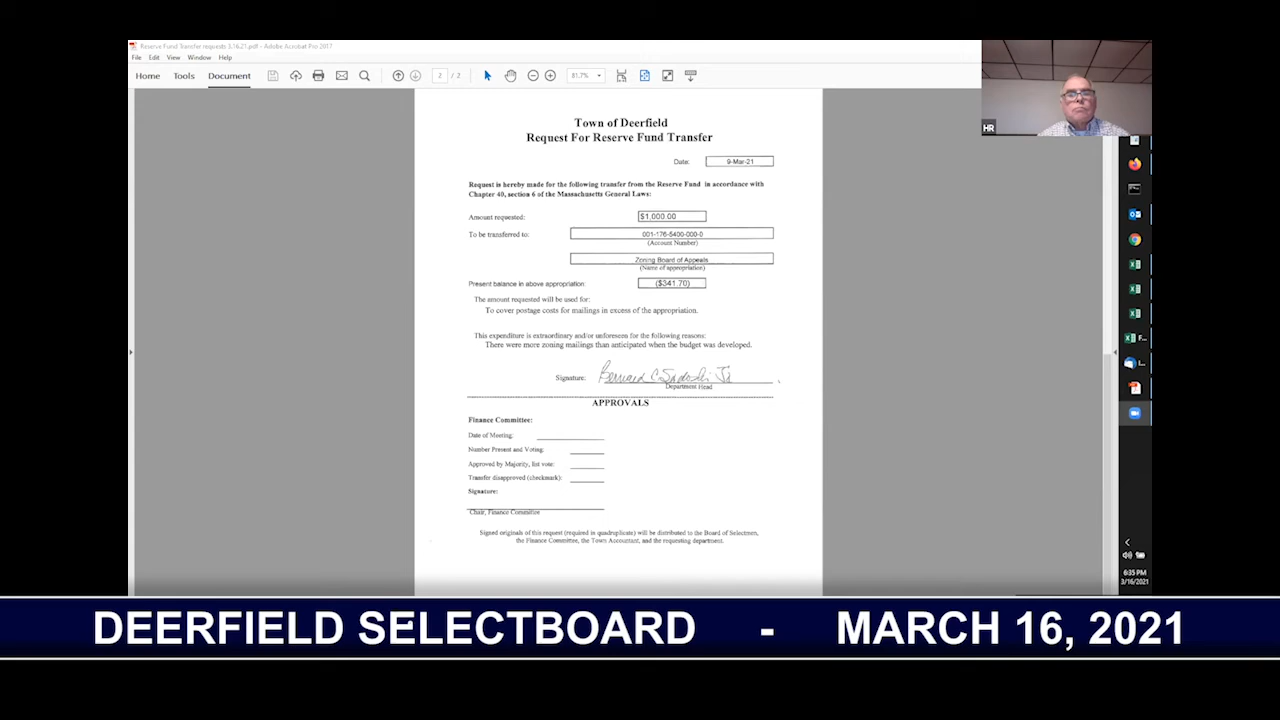 Reserve Fund Transfer requests 3.16.21.pdf - Adobe Acrobat Pro 2017
File Edit View Window Help
Home Tools Document 2 / 2 81.7%
HR
Town of Deerfield
Request For Reserve Fund Transfer
Date: 9-Mar-21
Request is hereby made for the following transfer from the Reserve Fund in accordance with
Chapter 40, section 6 of the Massachusetts General Laws:
Amount requested: $1,000.00
To be transferred to: 001-176-5400-000-0
(Account Number)
Zoning Board of Appeals
(Name of appropriation)
Present balance in above appropriation: ($341.70)
The amount requested will be used for:
To cover postage costs for mailings in excess of the appropriation.
This expenditure is extraordinary and/or unforeseen for the following reasons:
There were more zoning mailings than anticipated when the budget was developed.
Signature: Bernard C
Department Head
APPROVALS
Finance Committee:
Date of Meeting:
Number Present and Voting:
Approved by Majority, list vote:
Transfer disapproved (checkmark):
Signature:
Chair, Finance Committee
Signed originals of this request (required in quadruplicate) will be distributed to the Board of Selectmen,
the Finance Committee, the Town Accountant, and the requesting department.
6:35 PM
3/16/2021
DEERFIELD SELECTBOARD - MARCH 16, 2021